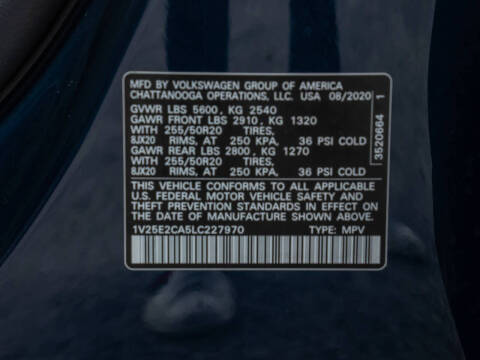 MFD BY VOLKSWAGEN GROUP OF AMERICA
CHATTANOOGA OPERATIONS, LLC. USA 08/2020
GVWR LBS 5600, KG 2540
GAWR FRONT LBS 2910, KG 1320
WITH 255/50R20 TIRES,
8JX20 RIMS, AT 250 KPA, 36 PSI COLD
GAWR REAR LBS 2800, KG 1270
WITH 255/50R20 TIRES,
8JX20 RIMS, AT 250 KPA, 36 PSI COLD
THIS VEHICLE CONFORMS TO ALL APPLICABLE
U.S. FEDERAL MOTOR VEHICLE SAFETY AND
THEFT PREVENTION STANDARDS IN EFFECT ON THE
DATE OF MANUFACTURE SHOWN ABOVE.
1V25E2CA5LC227970 TYPE: MPV
3520664 1